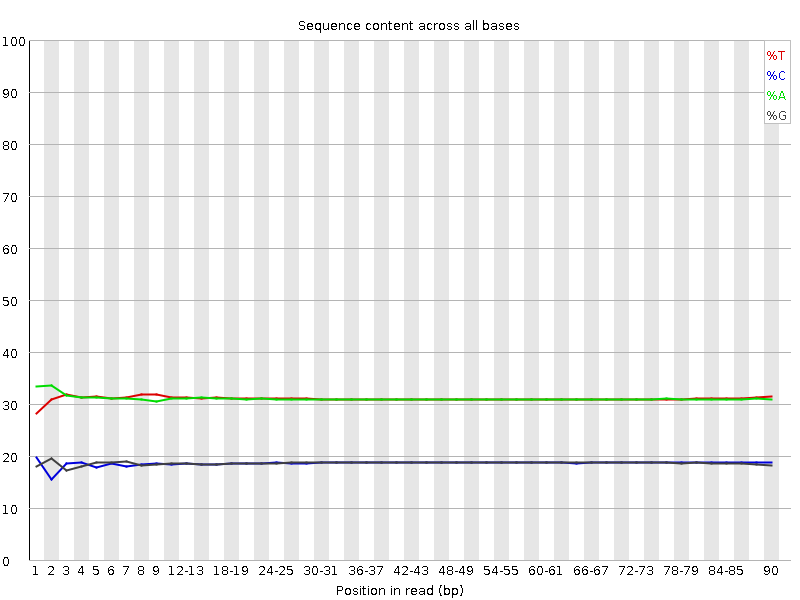 Sequence content across all bases
100
90
80
70
60
50
40
30
20
10
0
%T
%C
%A
%G
1 2 3 4 5 6 7 8 9 12-13 18-19 24-25 30-31 36-37 42-43 48-49 54-55 60-61 66-67 72-73 78-79 84-85 90
Position in read (bp)